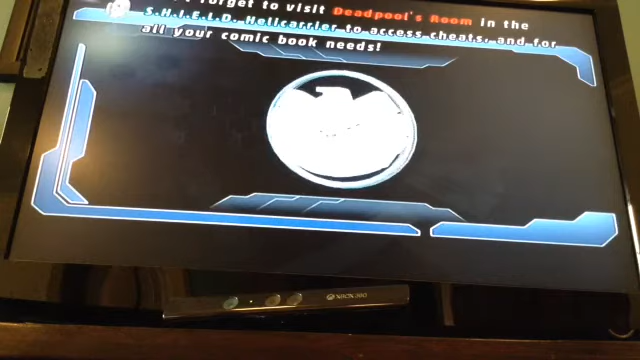 forget to visit Deadpool's Room in the
S.H.I.E.L.D. Helicarrier to access cheats, and for
all your comic book needs!
XBOX 360